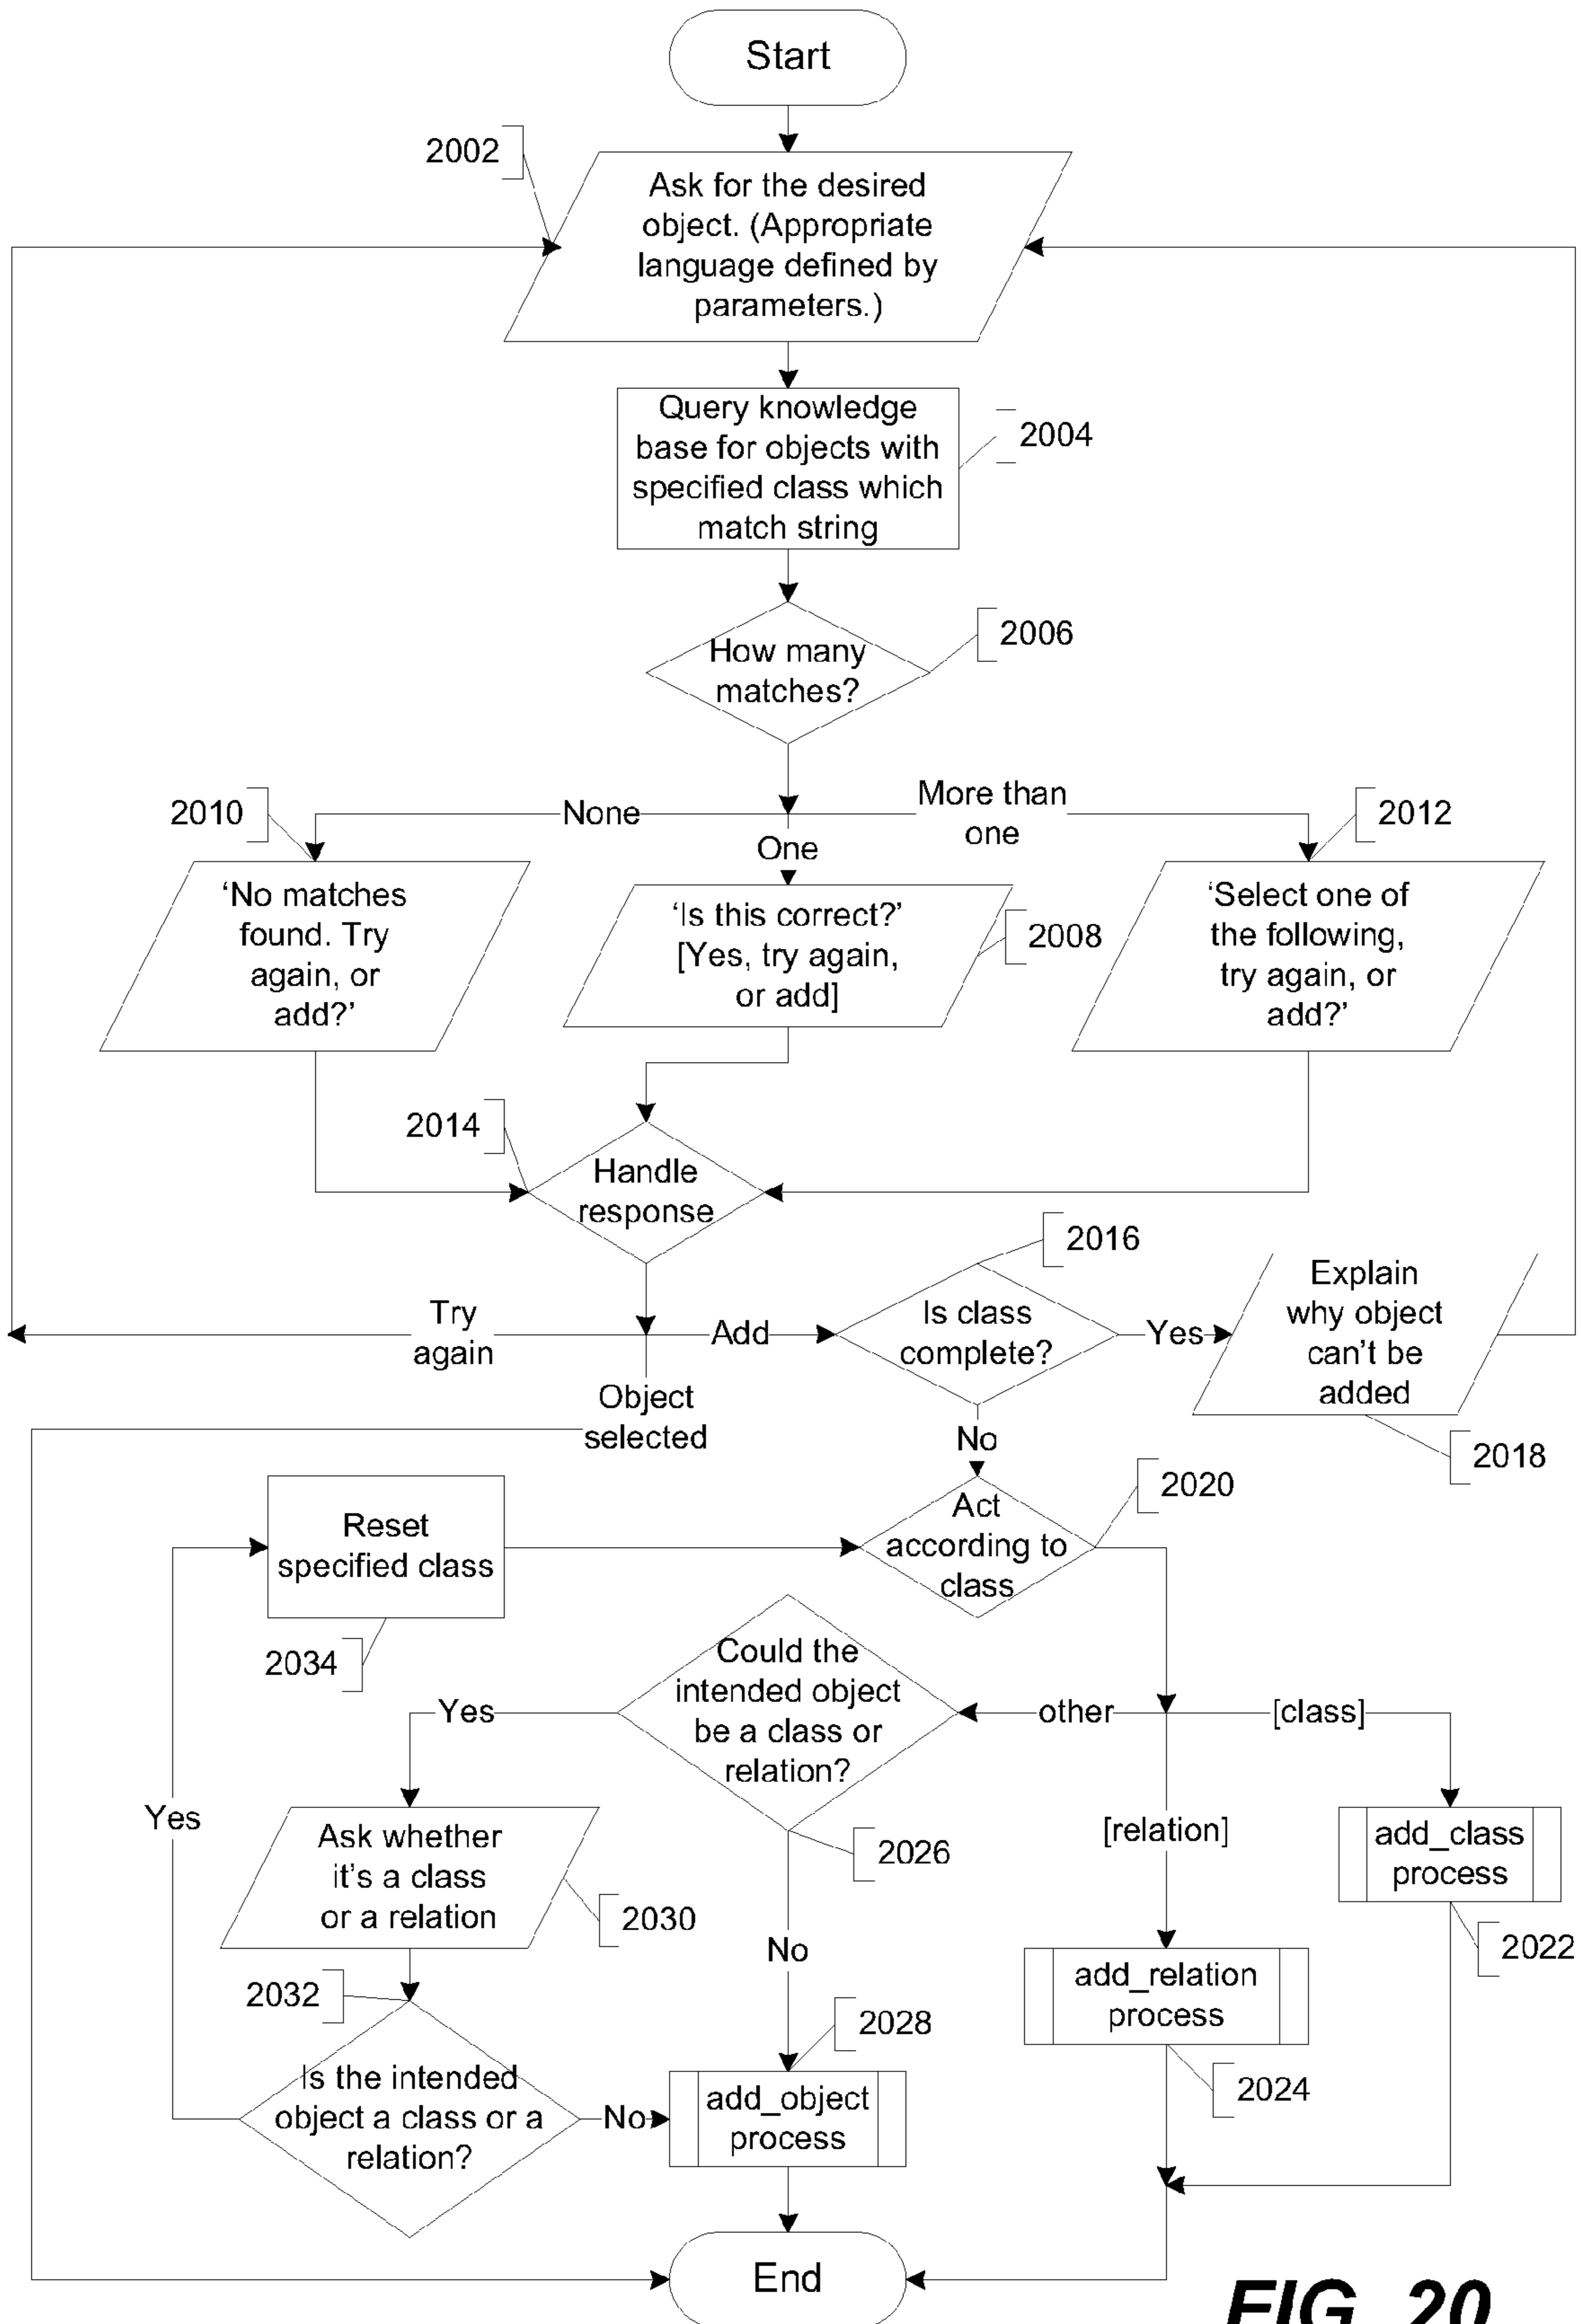 Start
2002
Ask for the desired
object. (Appropriate
language defined by
parameters.)
Query knowledge
base for objects with
specified class which
match string
2004
How many
matches?
2006
2010
None
More than
one
2012
One
‘No matches
found. Try
again, or
add?’
‘Is this correct?’
[Yes, try again,
or add]
2008
‘Select one of
the following,
try again, or
add?’
2014
Handle
response
2016
Try
again
Add
Is class
complete?
Yes
Explain
why object
can’t be
added
Object
selected
No
2018
2020
Reset
specified class
Act
according to
class
2034
Could the
intended object
be a class or
relation?
Yes
other
[class]
Yes
Ask whether
it’s a class
or a relation
2026
[relation]
add_class
process
2030
No
2022
2032
add_relation
process
2028
Is the intended
object a class or a
relation?
No
add_object
process
2024
End
FIG. 20